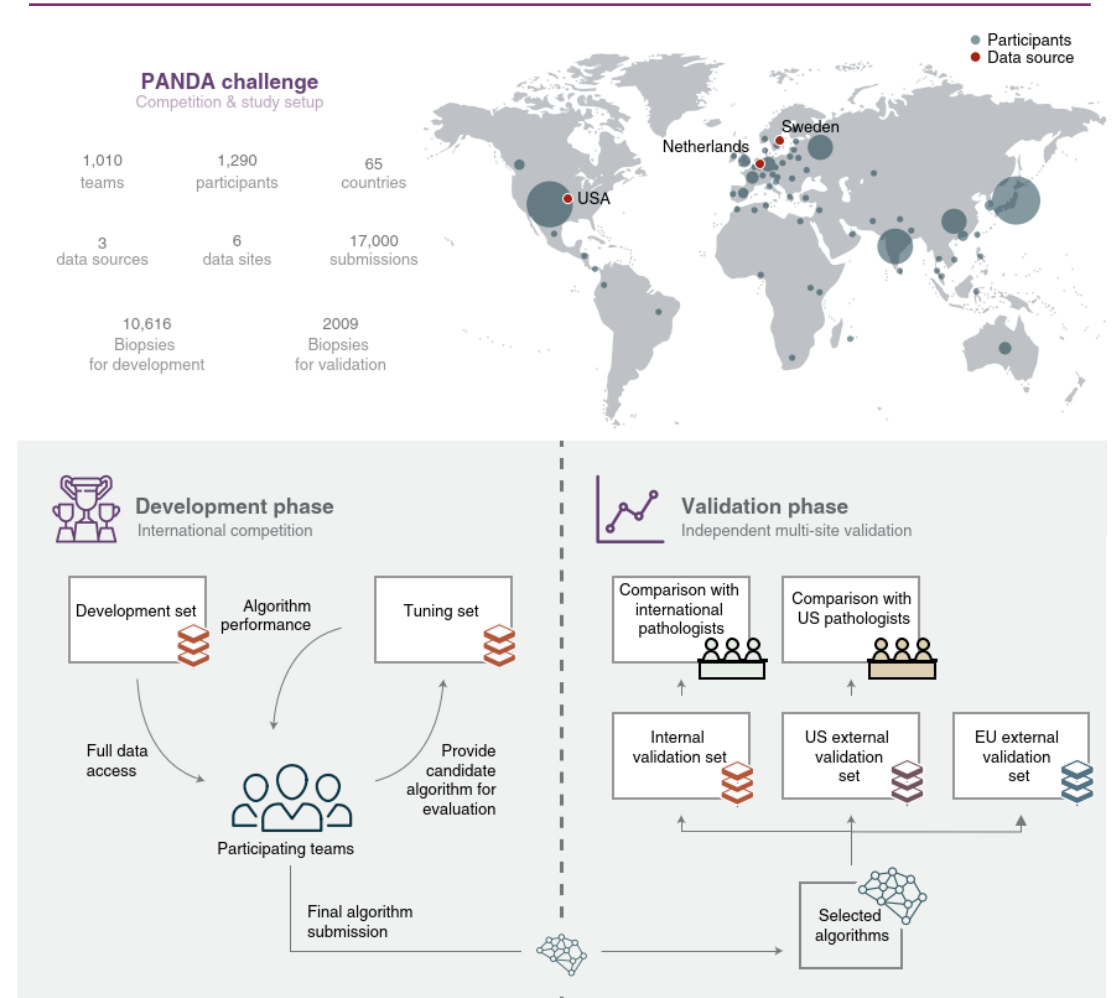 PANDA challenge
Competition & study setup
1,010
teams
1,290
participants
65
countries
3
data sources
6
data sites
17,000
submissions
10,616
Biopsies
for development
2009
Biopsies
for validation
Participants
Data source
Sweden
Netherlands
USA
Development phase
International competition
Development set
Algorithm
performance
Tuning set
Full data
access
Provide
candidate
algorithm for
evaluation
Participating teams
Final algorithm
submission
Validation phase
Independent multi-site validation
Comparison with
international
pathologists
Comparison with
US pathologists
Internal
validation set
US external
validation
set
EU external
validation
set
Selected
algorithms